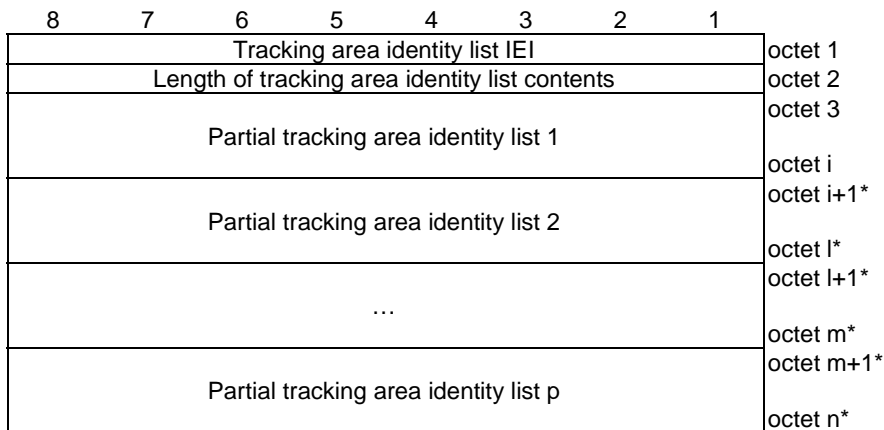 8 7 6 5 4 3 2 1
Tracking area identity list IEI octet 1
Length of tracking area identity list contents octet 2
octet 3
Partial tracking area identity list 1
octet i
octet i+1*
Partial tracking area identity list 2
octet l*
octet l+1*
…
octet m*
octet m+1*
Partial tracking area identity list p
octet n*